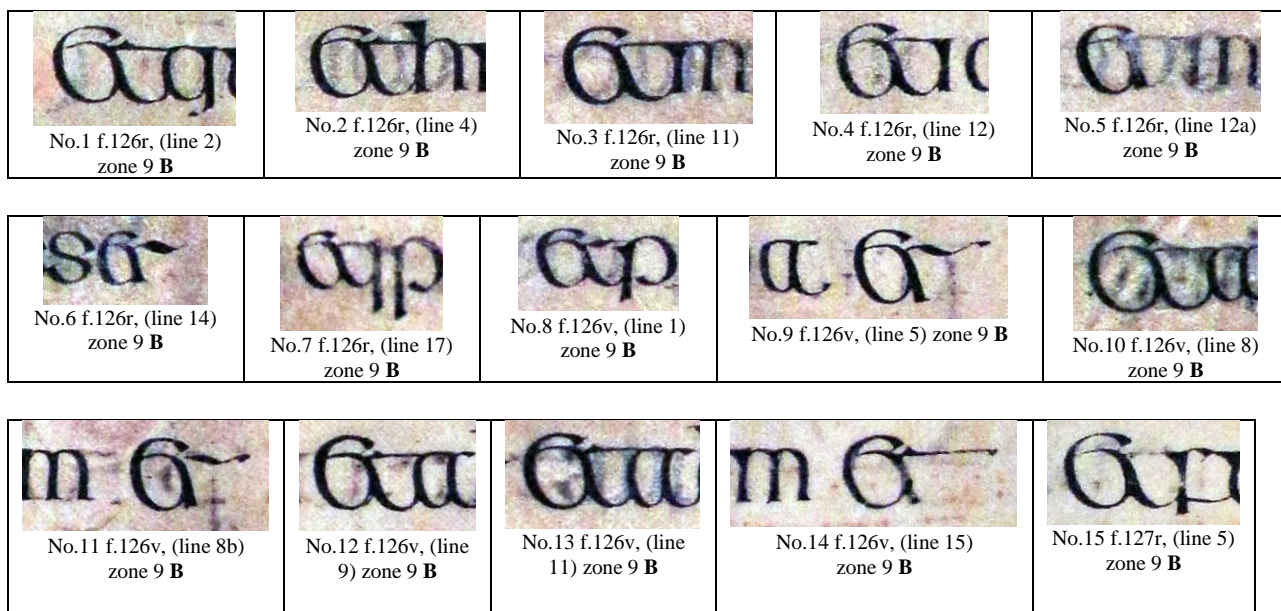 No.1 f.126r, (line 2)
zone 9 B
No.2 f.126r, (line 4)
zone 9 B
No.3 f.126r, (line 11)
zone 9 B
No.4 f.126r, (line 12)
zone 9 B
No.5 f.126r, (line 12a)
zone 9 B
No.6 f.126r, (line 14)
zone 9 B
No.7 f.126r, (line 17)
zone 9 B
No.8 f.126v, (line 1)
zone 9 B
No.9 f.126v, (line 5) zone 9 B
No.10 f.126v, (line 8)
zone 9 B
No.11 f.126v, (line 8b)
zone 9 B
No.12 f.126v, (line
9) zone 9 B
No.13 f.126v, (line
11) zone 9 B
No.14 f.126v, (line 15)
zone 9 B
No.15 f.127r, (line 5)
zone 9 B